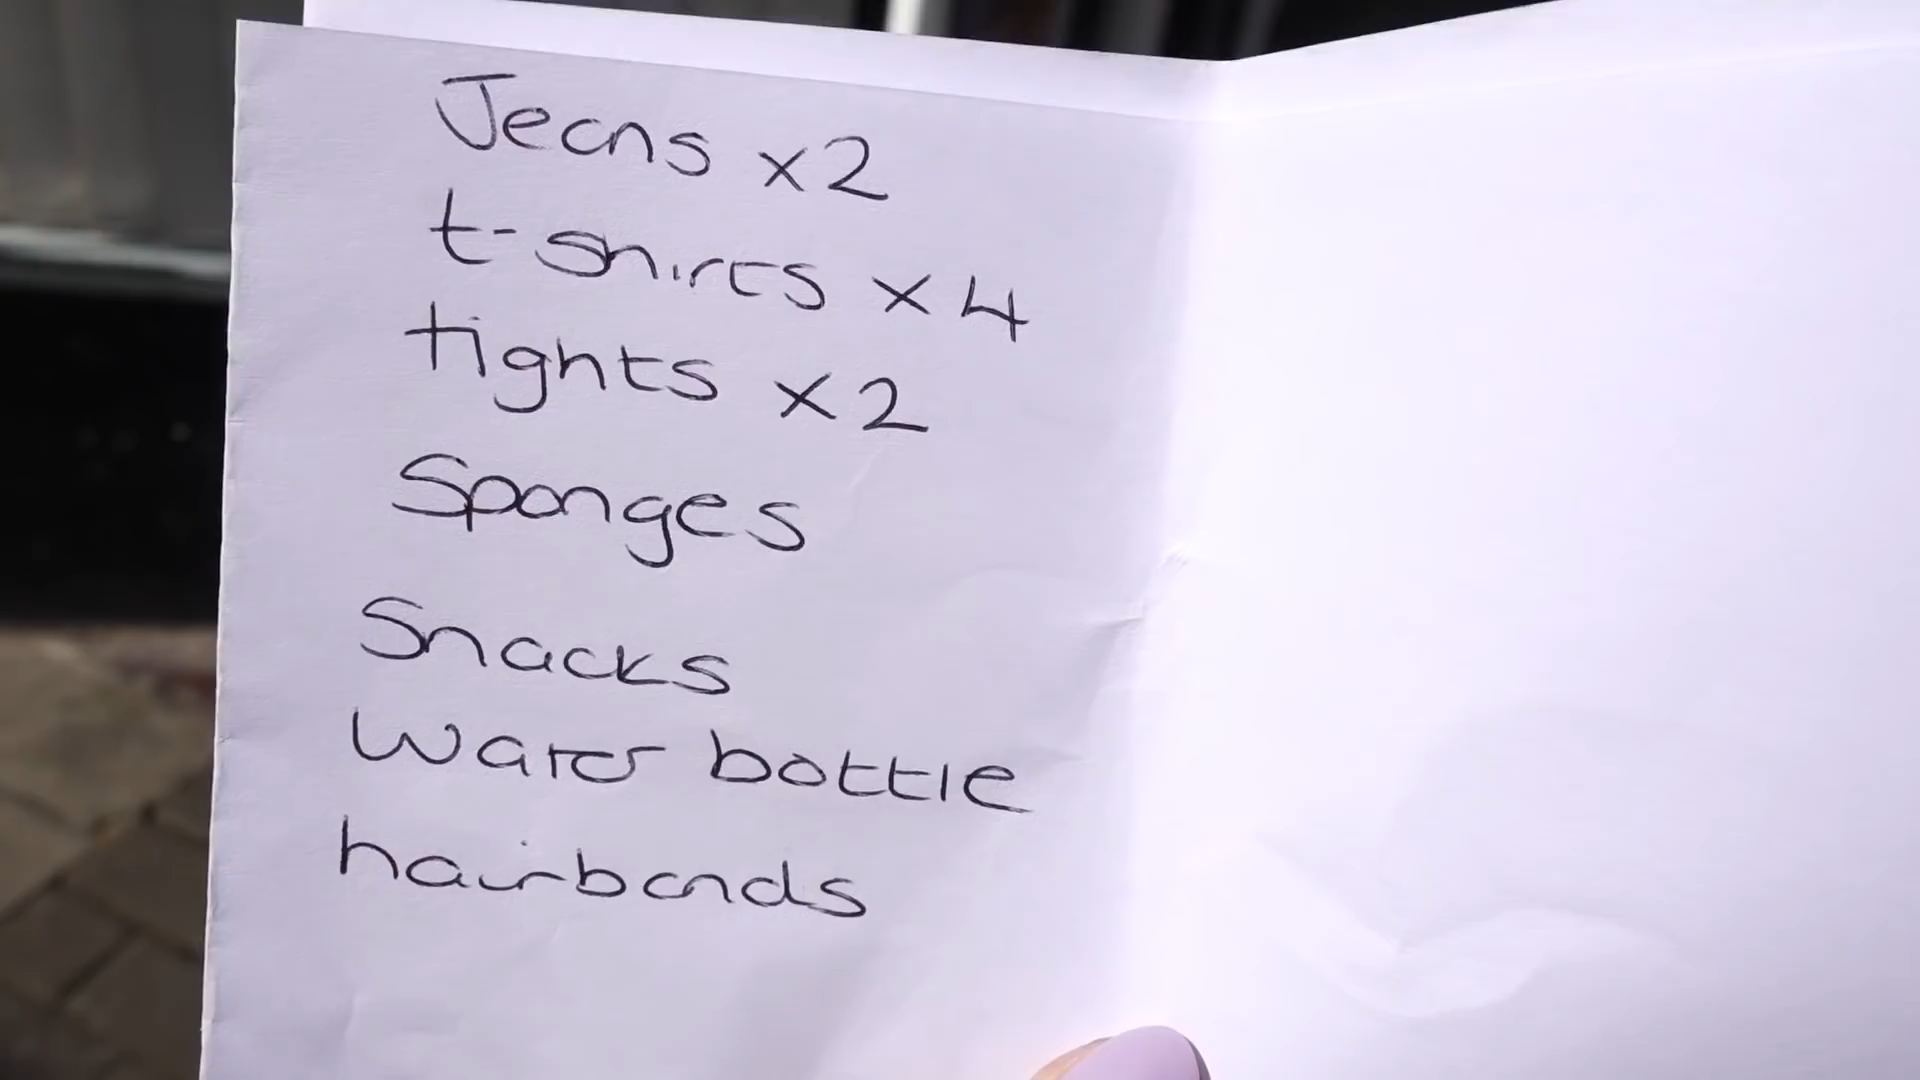 Jeans x2
t-shirts x4
tights x2
Sponges
Snacks
Water bottle
hairbands